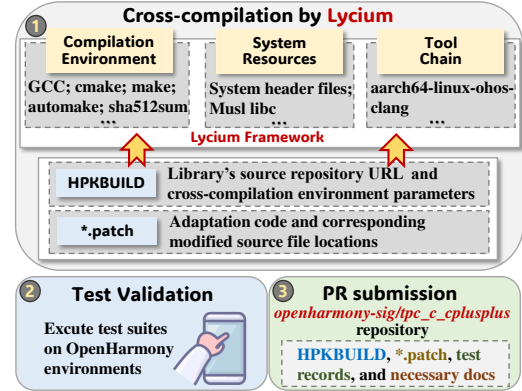 1
Cross-compilation by Lycium
Compilation
Environment
GCC; cmake; make;
automake; sha512sum
...
System
Resources
System header files;
Musl libc
...
Tool
Chain
aarch64-linux-ohos-
clang
...
Lycium Framework
HPKBUILD
Library's source repository URL and
cross-compilation environment parameters
*.patch
Adaptation code and corresponding
modified source file locations
2
Test Validation
Excute test suites
on OpenHarmony
environments
3
PR submission
openharmony-sig/tpc_c_cplusplus
repository
HPKBUILD, *.patch, test
records, and necessary docs